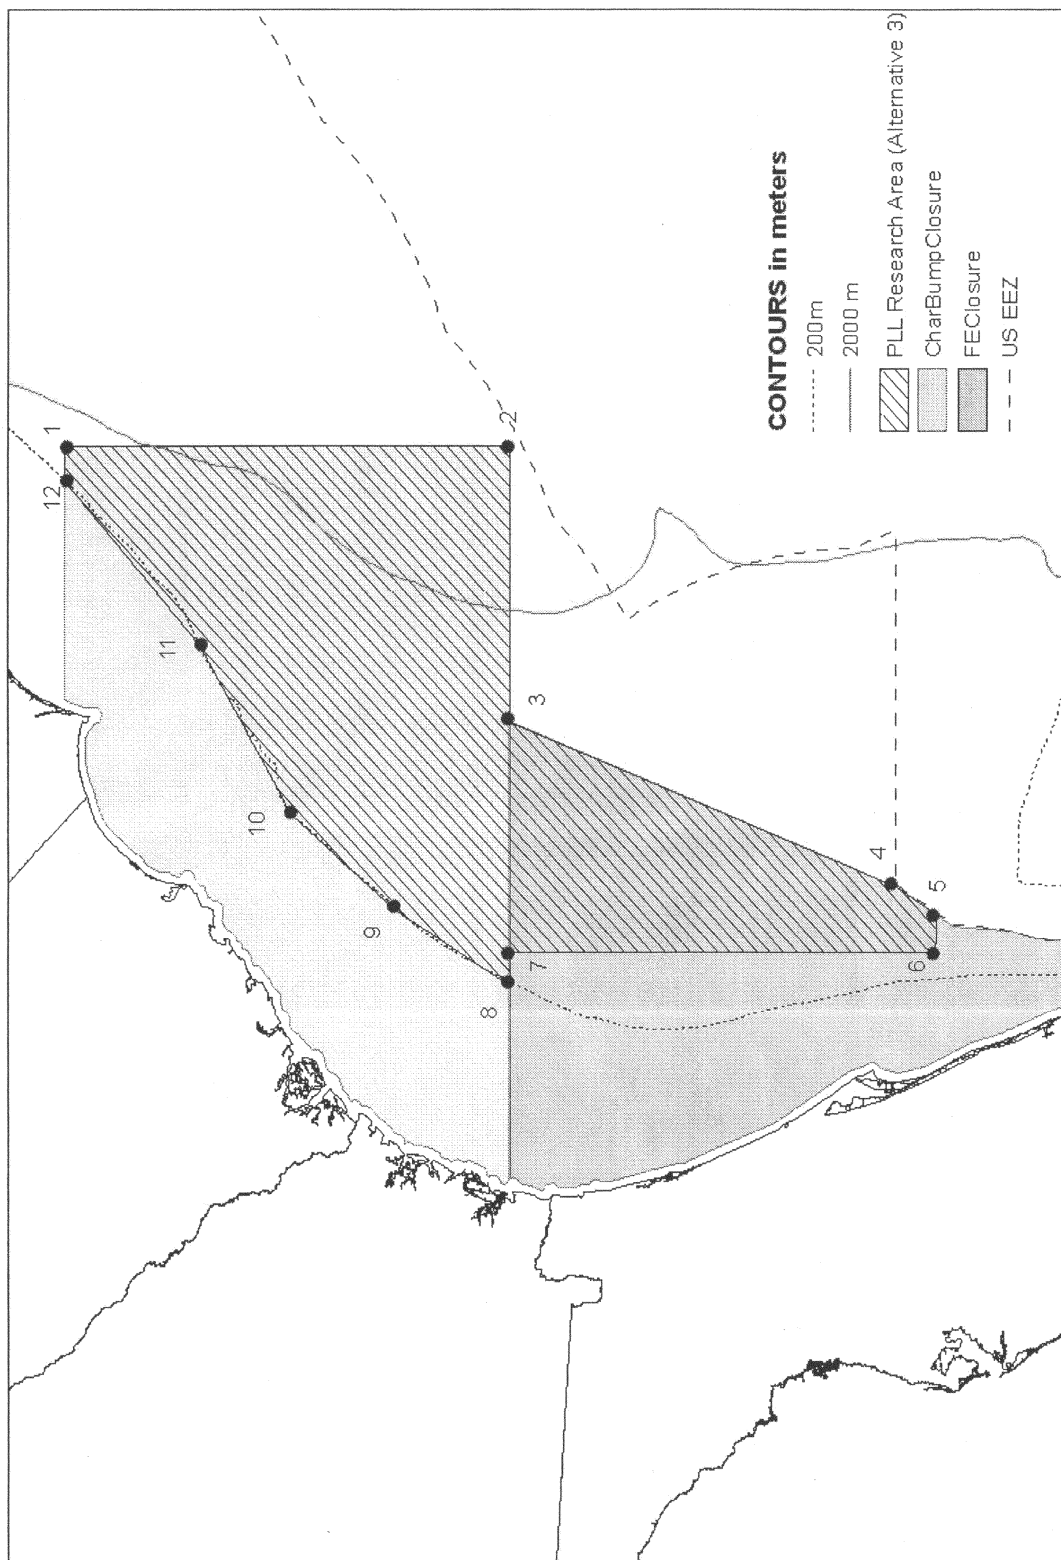 1
12
11
2
10
3
9
7
8
4
5
6
CONTOURS in meters
200m
2000 m
PLL Research Area (Alternative 3)
CharBumpClosure
FEClosure
US EEZ